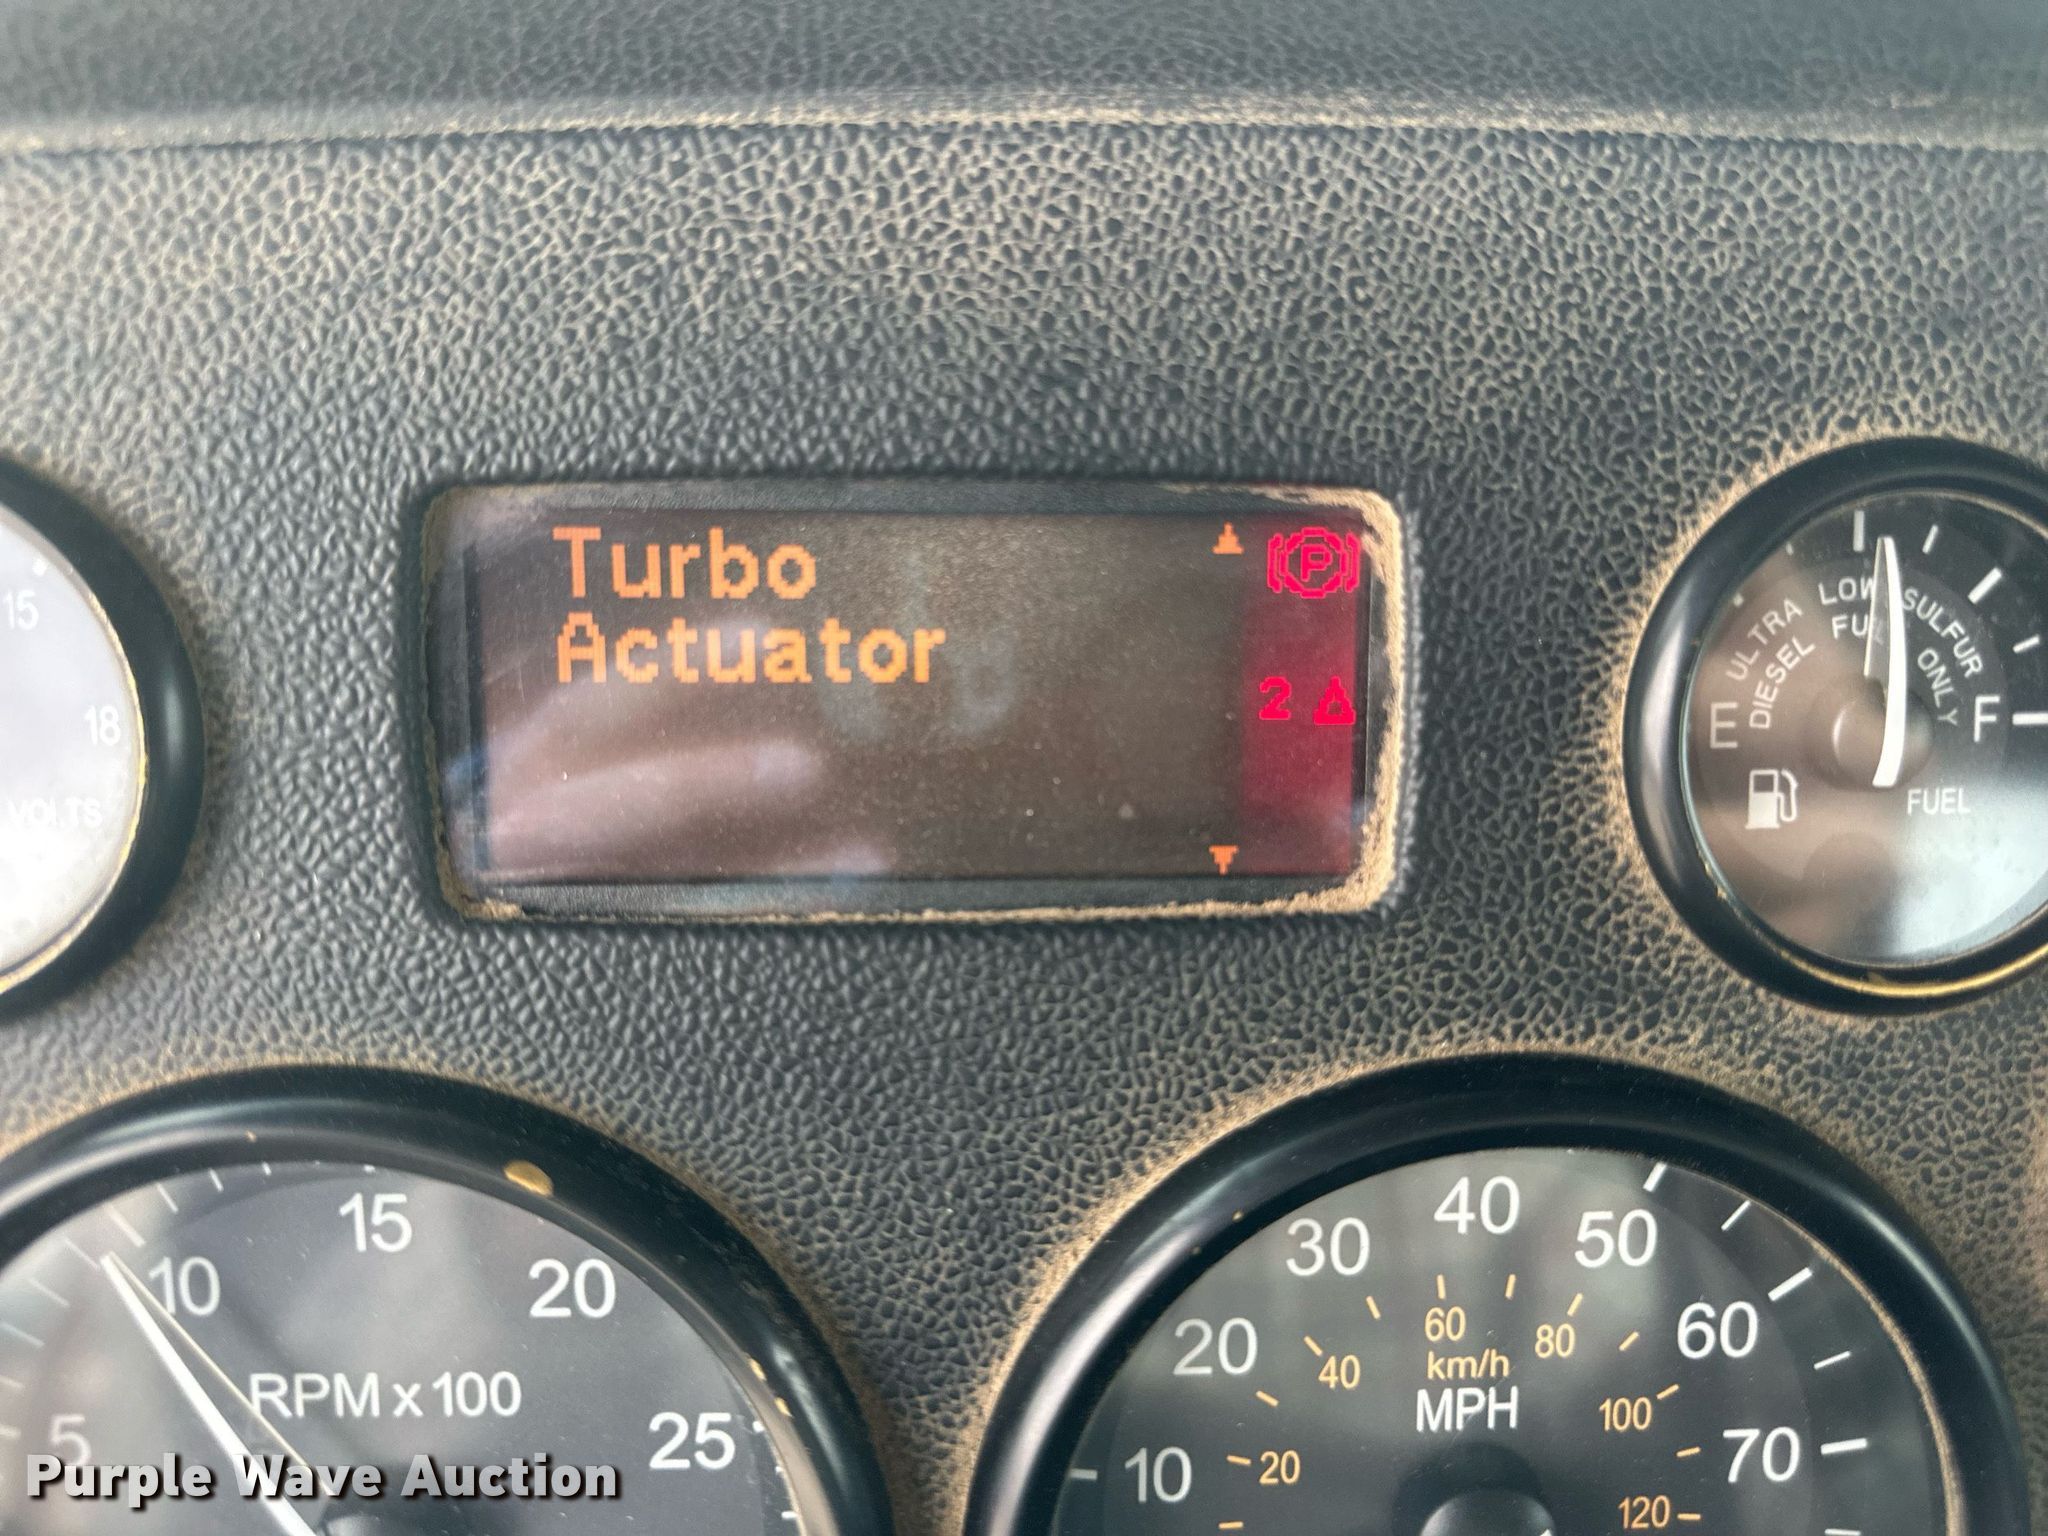 Turbo
Actuator
P
2
15
18
VOLTS
ULTRA LOW SULFUR
DIESEL FUEL ONLY
E
F
FUEL
5
10
15
20
25
RPM x 100
10
20
30
40
50
60
70
20
40
60
80
100
120
km/h
MPH
Purple Wave Auction